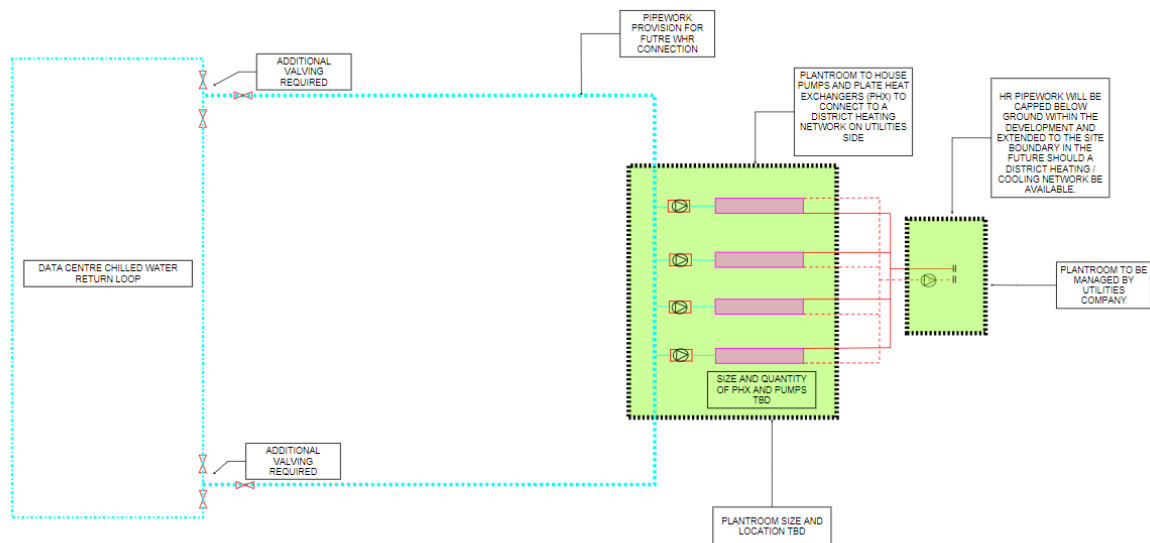 PIPEWORK
PROVISION FOR
FUTRE WHR
CONNECTION
ADDITIONAL
VALVING
REQUIRED
PLANTROOM TO HOUSE
PUMPS AND PLATE HEAT
EXCHANGERS (PHX) TO
CONNECT TO A
DISTRICT HEATING
NETWORK ON UTILITIES
SIDE
HR PIPEWORK WILL BE
CAPPED BELOW
GROUND WITHIN THE
DEVELOPMENT AND
EXTENDED TO THE SITE
BOUNDARY IN THE
FUTURE SHOULD A
DISTRICT HEATING /
COOLING NETWORK BE
AVAILABLE.
DATA CENTRE CHILLED WATER
RETURN LOOP
PLANTROOM TO BE
MANAGED BY
UTILITIES
COMPANY
SIZE AND QUANTITY
OF PHX AND PUMPS
TBD
ADDITIONAL
VALVING
REQUIRED
PLANTROOM SIZE AND
LOCATION TBD